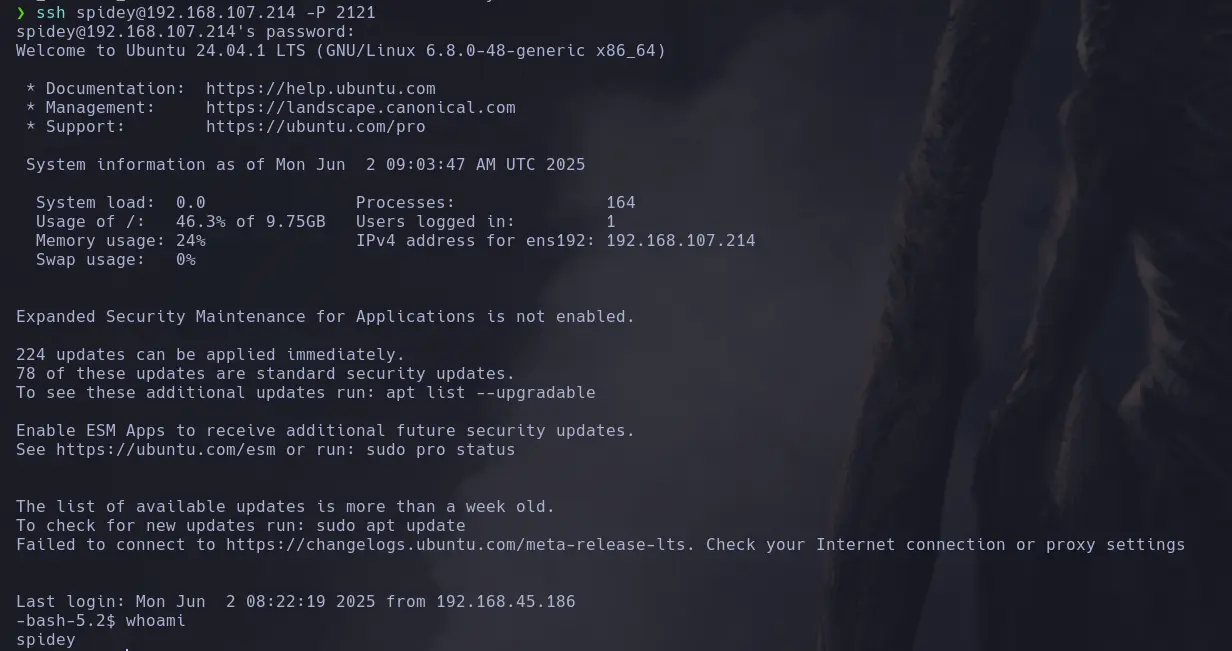 ❯ ssh spidey@192.168.107.214 -P 2121
spidey@192.168.107.214's password:
Welcome to Ubuntu 24.04.1 LTS (GNU/Linux 6.8.0-48-generic x86_64)
* Documentation:  https://help.ubuntu.com
* Management:     https://landscape.canonical.com
* Support:        https://ubuntu.com/pro
System information as of Mon Jun  2 09:03:47 AM UTC 2025
System load:  0.0               Processes:              164
Usage of /:   46.3% of 9.75GB   Users logged in:        1
Memory usage: 24%               IPv4 address for ens192: 192.168.107.214
Swap usage:   0%
Expanded Security Maintenance for Applications is not enabled.
224 updates can be applied immediately.
78 of these updates are standard security updates.
To see these additional updates run: apt list --upgradable
Enable ESM Apps to receive additional future security updates.
See https://ubuntu.com/esm or run: sudo pro status
The list of available updates is more than a week old.
To check for new updates run: sudo apt update
Failed to connect to https://changelogs.ubuntu.com/meta-release-lts. Check your Internet connection or proxy settings
Last login: Mon Jun  2 08:22:19 2025 from 192.168.45.186
-bash-5.2$ whoami
spidey